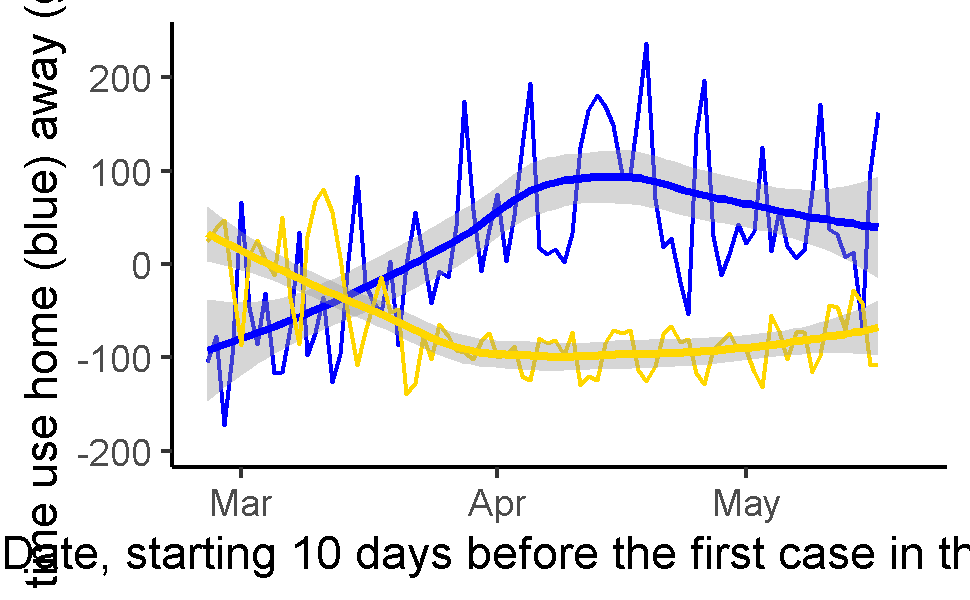 time use home (blue) away
200
100
0
-100
-200
Mar Apr May
Date, starting 10 days before the first case in